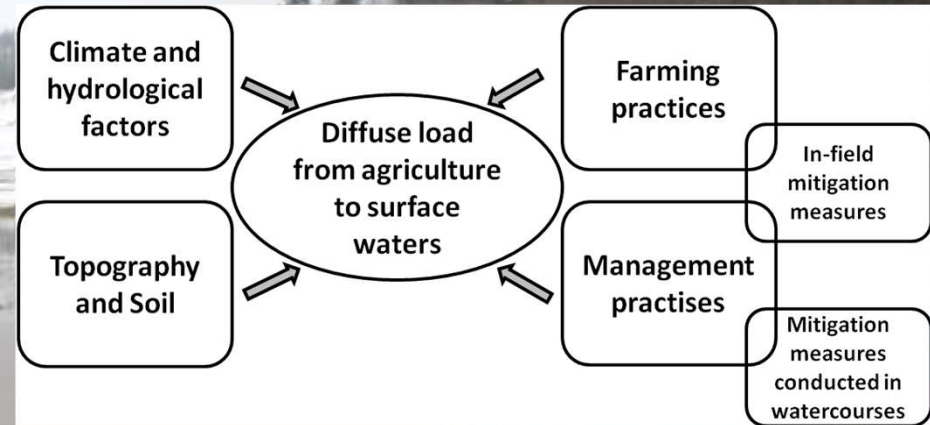 Climate and
hydrological
factors
Farming
practices
Diffuse load
from agriculture
to surface
waters
In-field
mitigation
measures
Topography
and Soil
Management
practises
Mitigation
measures
conducted in
watercourses